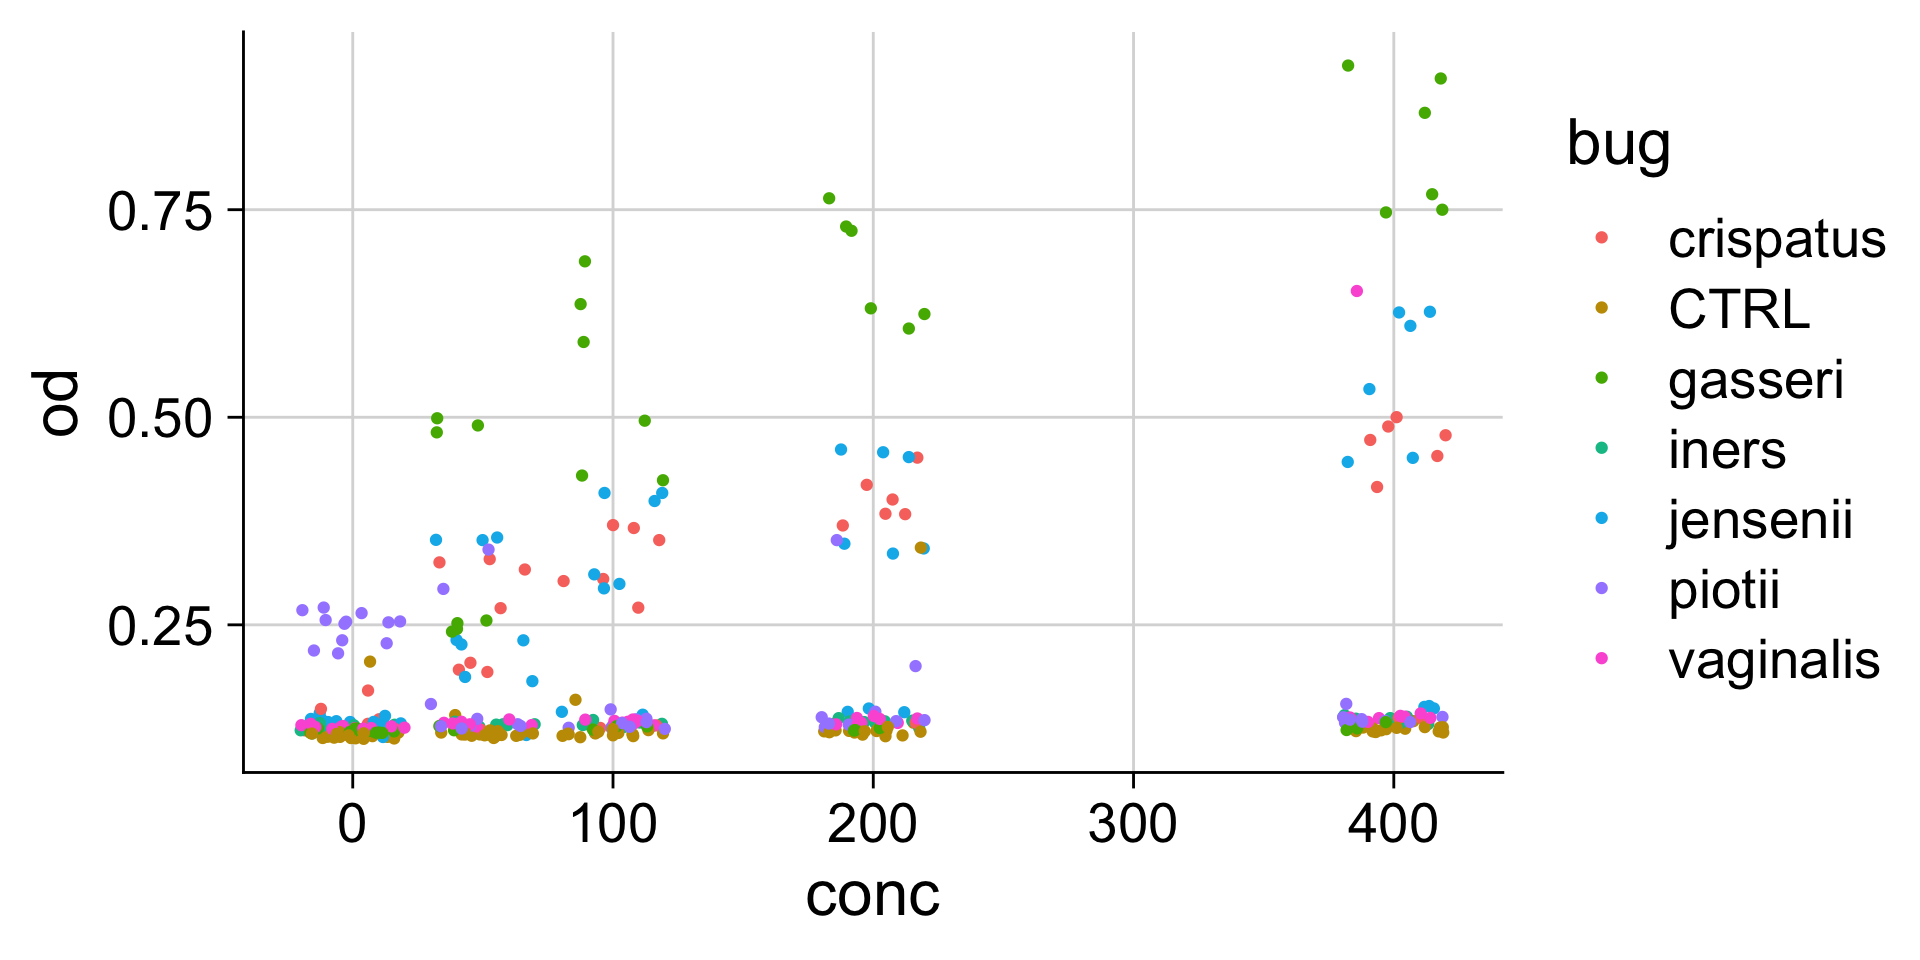 od
0.75
0.50
0.25
0 100 200 300 400
conc
bug
crispatus
CTRL
gasseri
iners
jensenii
piotii
vaginalis